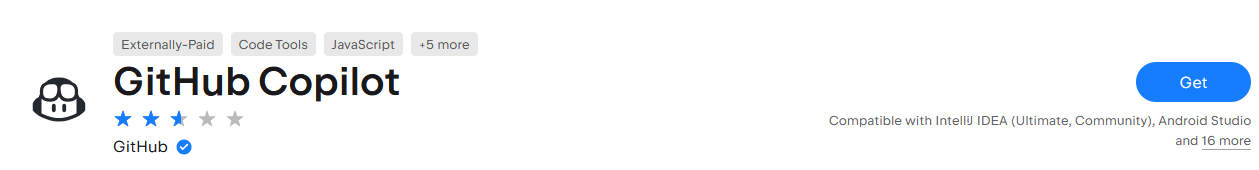 Externally-Paid Code Tools JavaScript +5 more
GitHub Copilot
GitHub
Get
Compatible with IntelliJ IDEA (Ultimate, Community), Android Studio
and 16 more